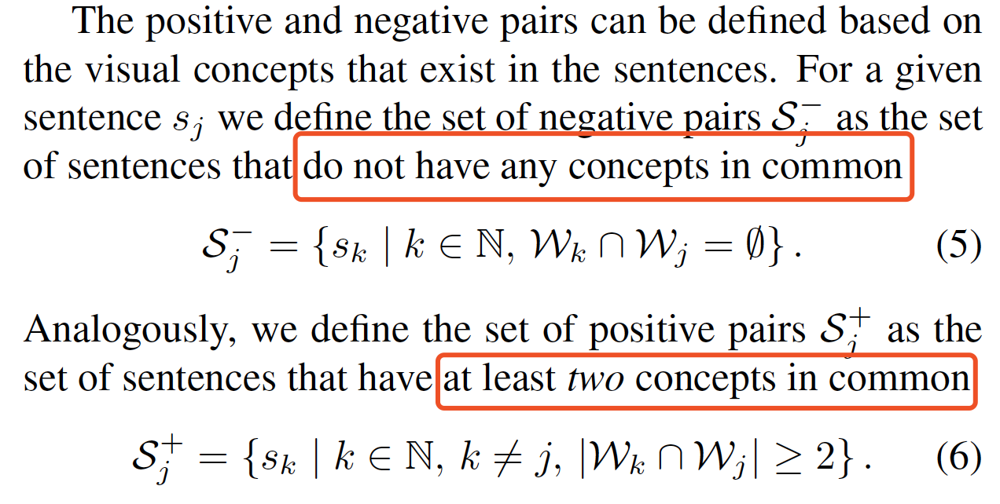 The positive and negative pairs can be defined based on
the visual concepts that exist in the sentences. For a given
sentence $s_j$ we define the set of negative pairs $\mathcal{S}_j^-$ as the set
of sentences that do not have any concepts in common
$\mathcal{S}_j^- = \{s_k \mid k \in \mathbb{N}, \mathcal{W}_k \cap \mathcal{W}_j = \emptyset\}.$ (5)
Analogously, we define the set of positive pairs $\mathcal{S}_j^+$ as the
set of sentences that have at least two concepts in common
$\mathcal{S}_j^+ = \{s_k \mid k \in \mathbb{N}, k \neq j, |\mathcal{W}_k \cap \mathcal{W}_j| \geq 2\}.$ (6)